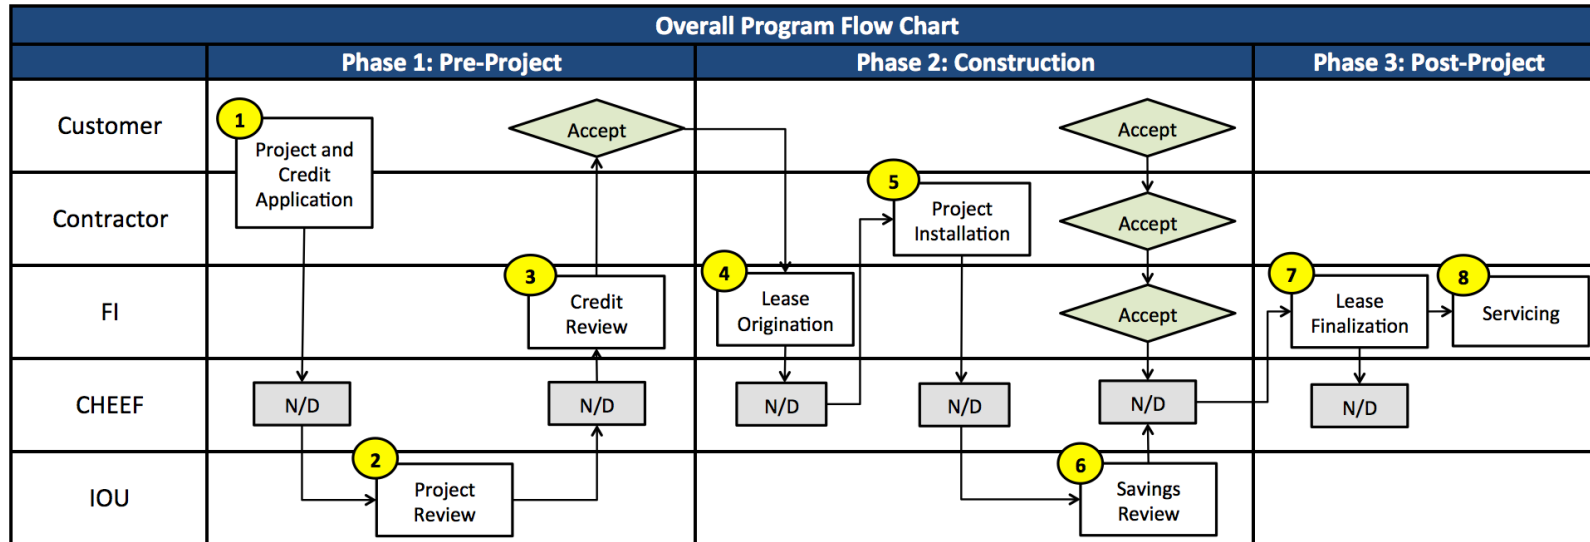 Overall Program Flow Chart
Phase 1: Pre-Project
Phase 2: Construction
Phase 3: Post-Project
Customer
1
Project and
Credit
Application
Accept
Accept
Contractor
5
Project
Installation
Accept
FI
3
Credit
Review
4
Lease
Origination
Accept
7
Lease
Finalization
8
Servicing
CHEEF
N/D
N/D
N/D
N/D
N/D
N/D
IOU
2
Project
Review
6
Savings
Review